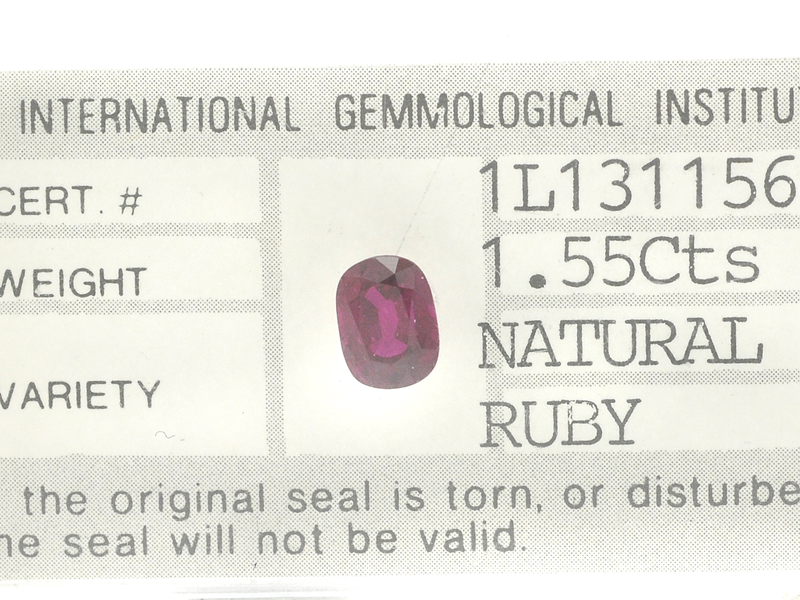 INTERNATIONAL GEMMOLOGICAL INSTITU
CERT. # 1L131156
WEIGHT 1.55Cts
VARIETY NATURAL
RUBY
the original seal is torn, or disturbe
he seal will not be valid.